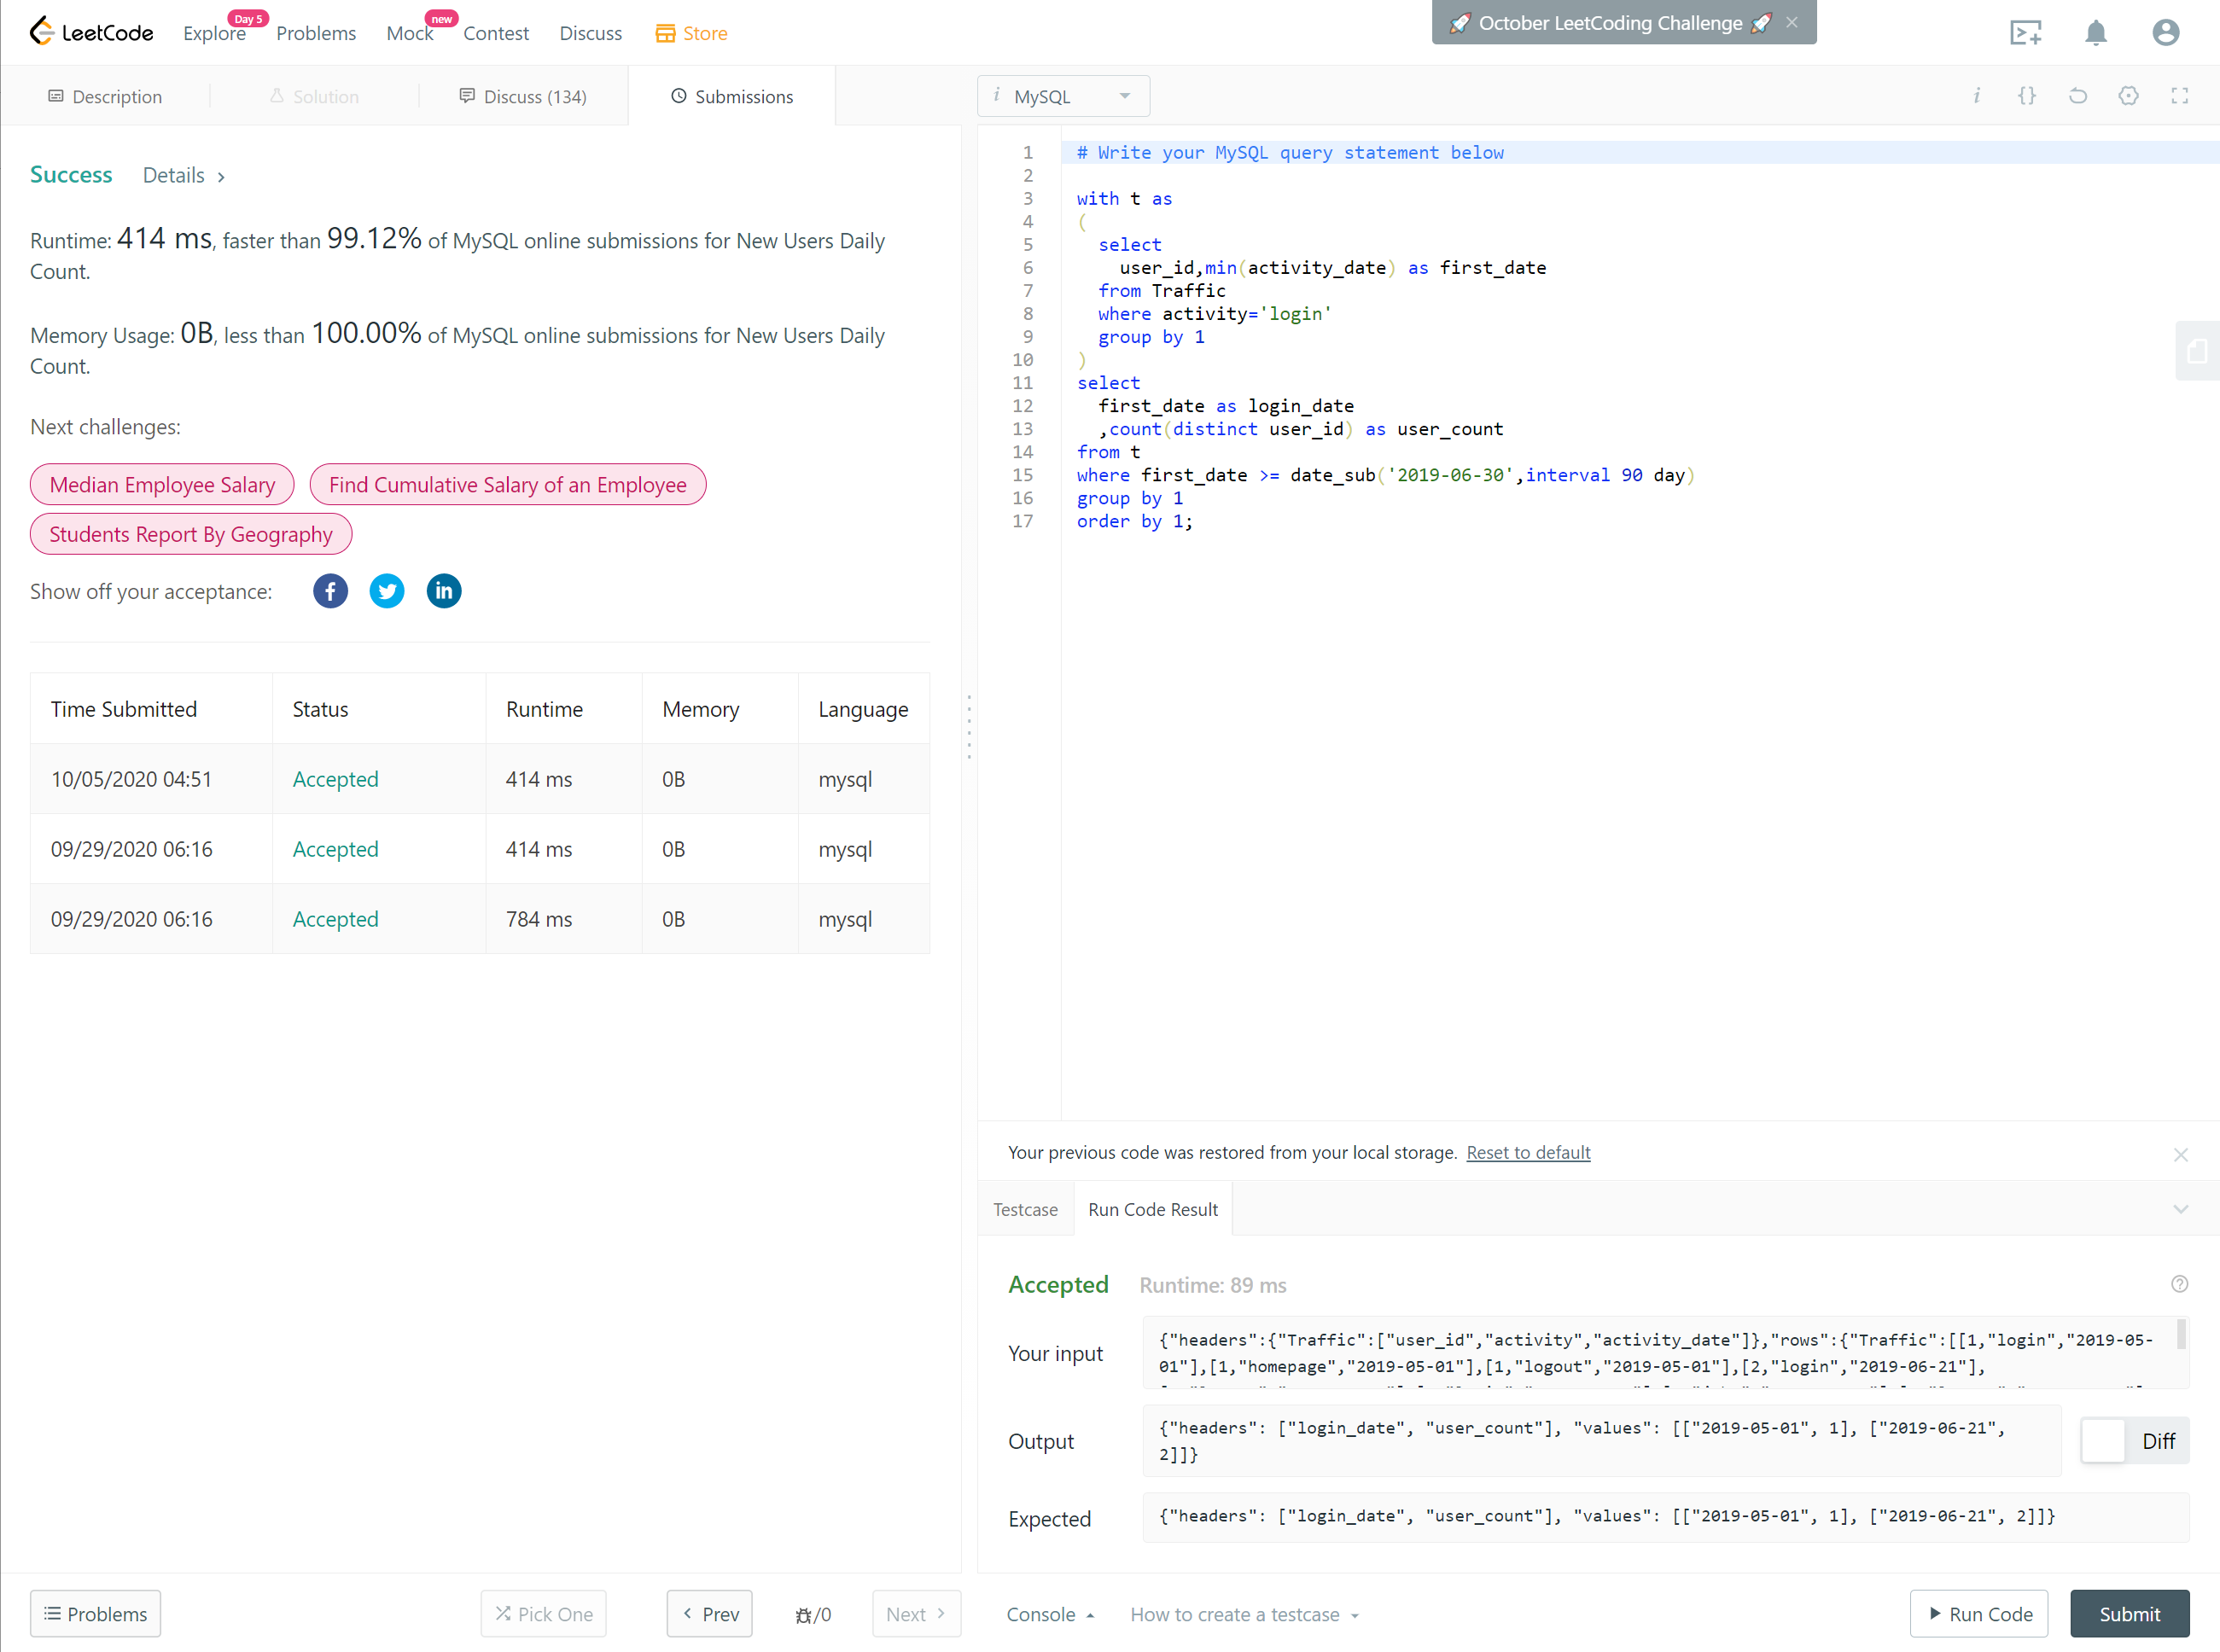 LeetCode
Explore
Day 5
Problems
Mock
new
Contest
Discuss
Store
October LeetCoding Challenge
Description
Solution
Discuss (134)
Submissions
i MySQL
Success
Details
Runtime: 414 ms, faster than 99.12% of MySQL online submissions for New Users Daily
Count.
Memory Usage: 0B, less than 100.00% of MySQL online submissions for New Users Daily
Count.
Next challenges:
Median Employee Salary
Find Cumulative Salary of an Employee
Students Report By Geography
Show off your acceptance:
Time Submitted Status Runtime Memory Language
10/05/2020 04:51 Accepted 414 ms 0B mysql
09/29/2020 06:16 Accepted 414 ms 0B mysql
09/29/2020 06:16 Accepted 784 ms 0B mysql
Problems
Pick One
Prev
/0
Next
1 # Write your MySQL query statement below
2
3 with t as
4 (
5 select
6 user_id,min(activity_date) as first_date
7 from Traffic
8 where activity='login'
9 group by 1
10 )
11 select
12 first_date as login_date
13 ,count(distinct user_id) as user_count
14 from t
15 where first_date >= date_sub('2019-06-30',interval 90 day)
16 group by 1
17 order by 1;
Your previous code was restored from your local storage. Reset to default
Testcase
Run Code Result
Accepted Runtime: 89 ms
Your input
{"headers":{"Traffic":["user_id","activity","activity_date"]},"rows":{"Traffic":[[1,"login","2019-05-
01"],[1,"homepage","2019-05-01"],[1,"logout","2019-05-01"],[2,"login","2019-06-21"],
Output
{"headers": ["login_date", "user_count"], "values": [["2019-05-01", 1], ["2019-06-21",
2]]}
Diff
Expected
{"headers": ["login_date", "user_count"], "values": [["2019-05-01", 1], ["2019-06-21", 2]]}
Console
How to create a testcase
Run Code
Submit